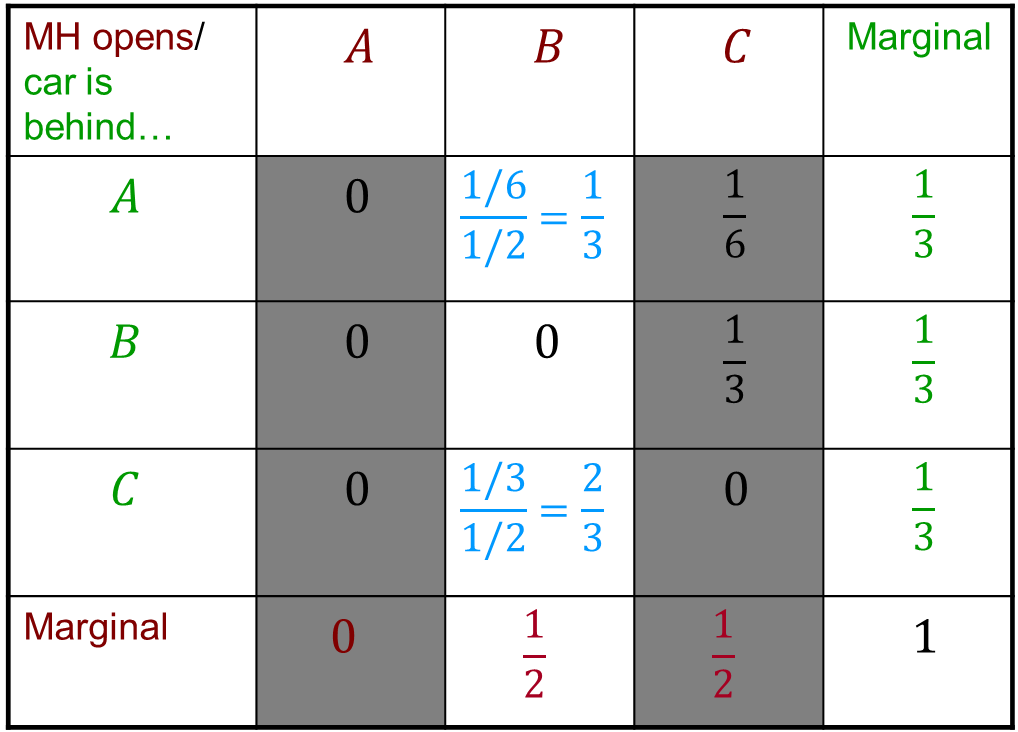 MH opens/ A B C Marginal
car is
behind…
A 0 1/6 / 1/2 = 1/3 1/6 1/3
B 0 0 1/3 1/3
C 0 1/3 / 1/2 = 2/3 0 1/3
Marginal 0 1/2 1/2 1